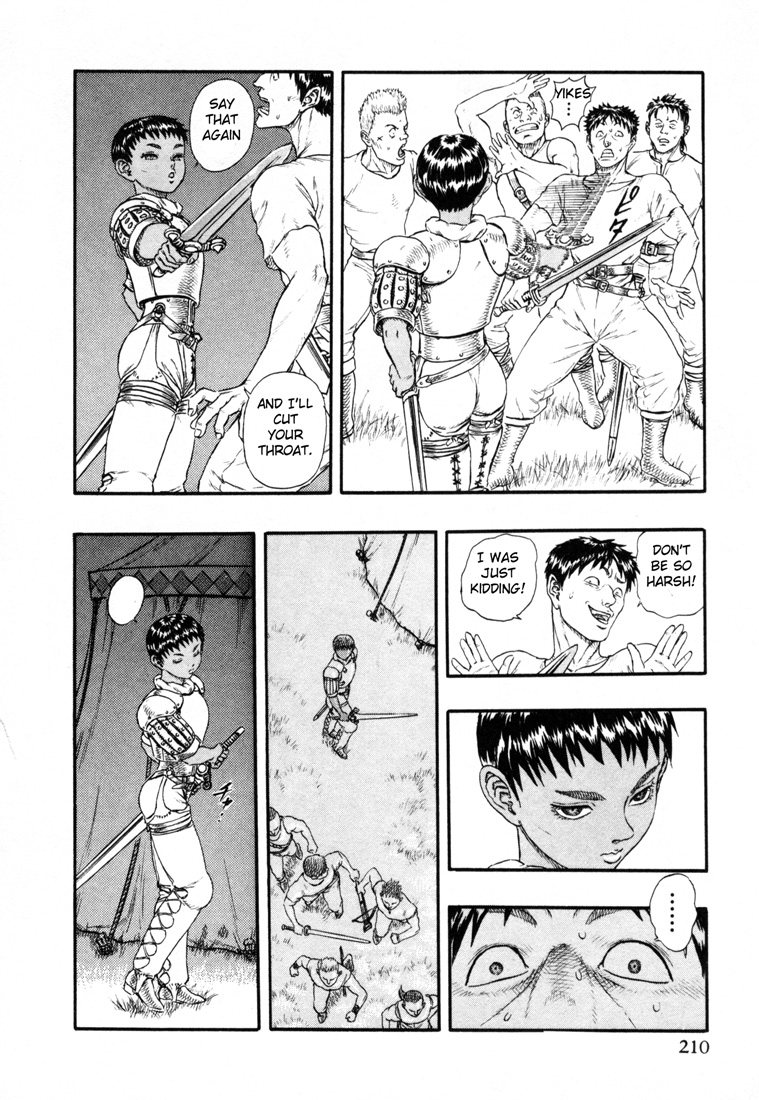 YIKES
...
SAY
THAT
AGAIN
AND I'LL
CUT
YOUR
THROAT.
DON'T
BE SO
HARSH!
I WAS
JUST
KIDDING!
......
210